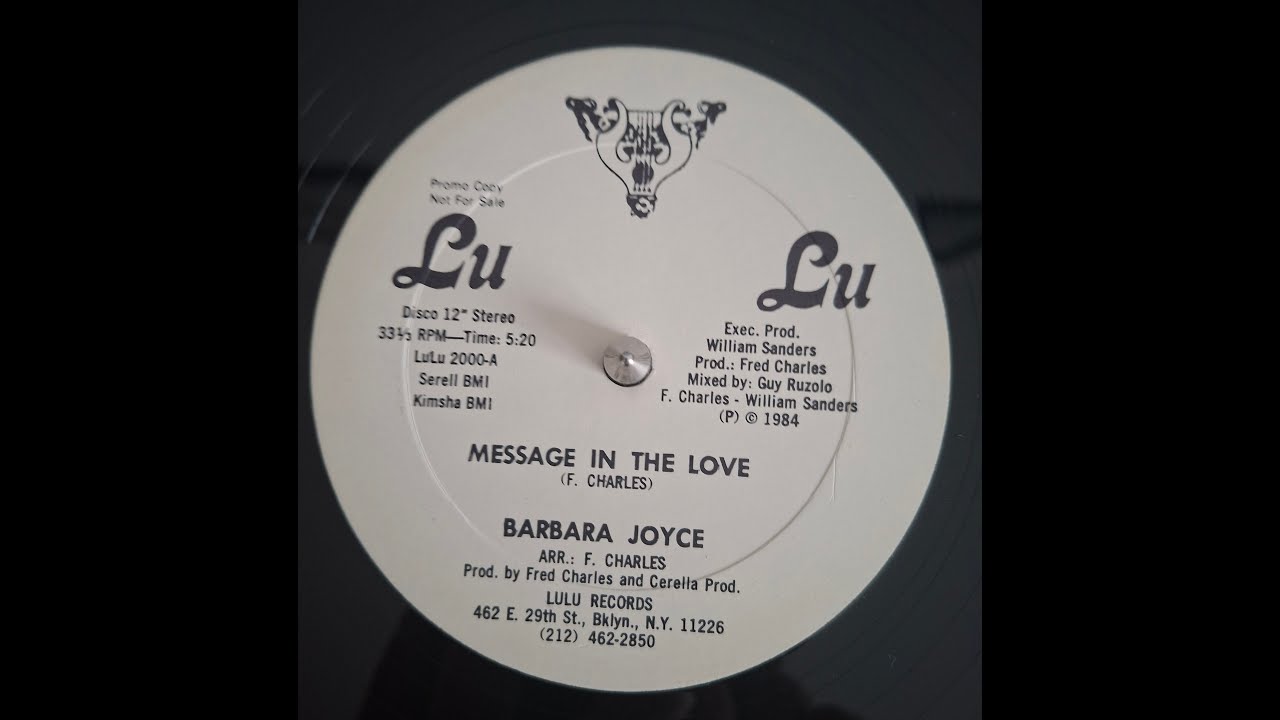 Promo Copy
Not For Sale
Lu
Disco 12" Stereo
33⅓ RPM—Time: 5:20
LuLu 2000-A
Serell BMI
Kimsha BMI
Lu
Exec. Prod.
William Sanders
Prod.: Fred Charles
Mixed by: Guy Ruzolo
F. Charles - William Sanders
(P) © 1984
MESSAGE IN THE LOVE
(F. CHARLES)
BARBARA JOYCE
ARR.: F. CHARLES
Prod. by Fred Charles and Cerella Prod.
LULU RECORDS
462 E. 29th St., Bklyn., N.Y. 11226
(212) 462-2850